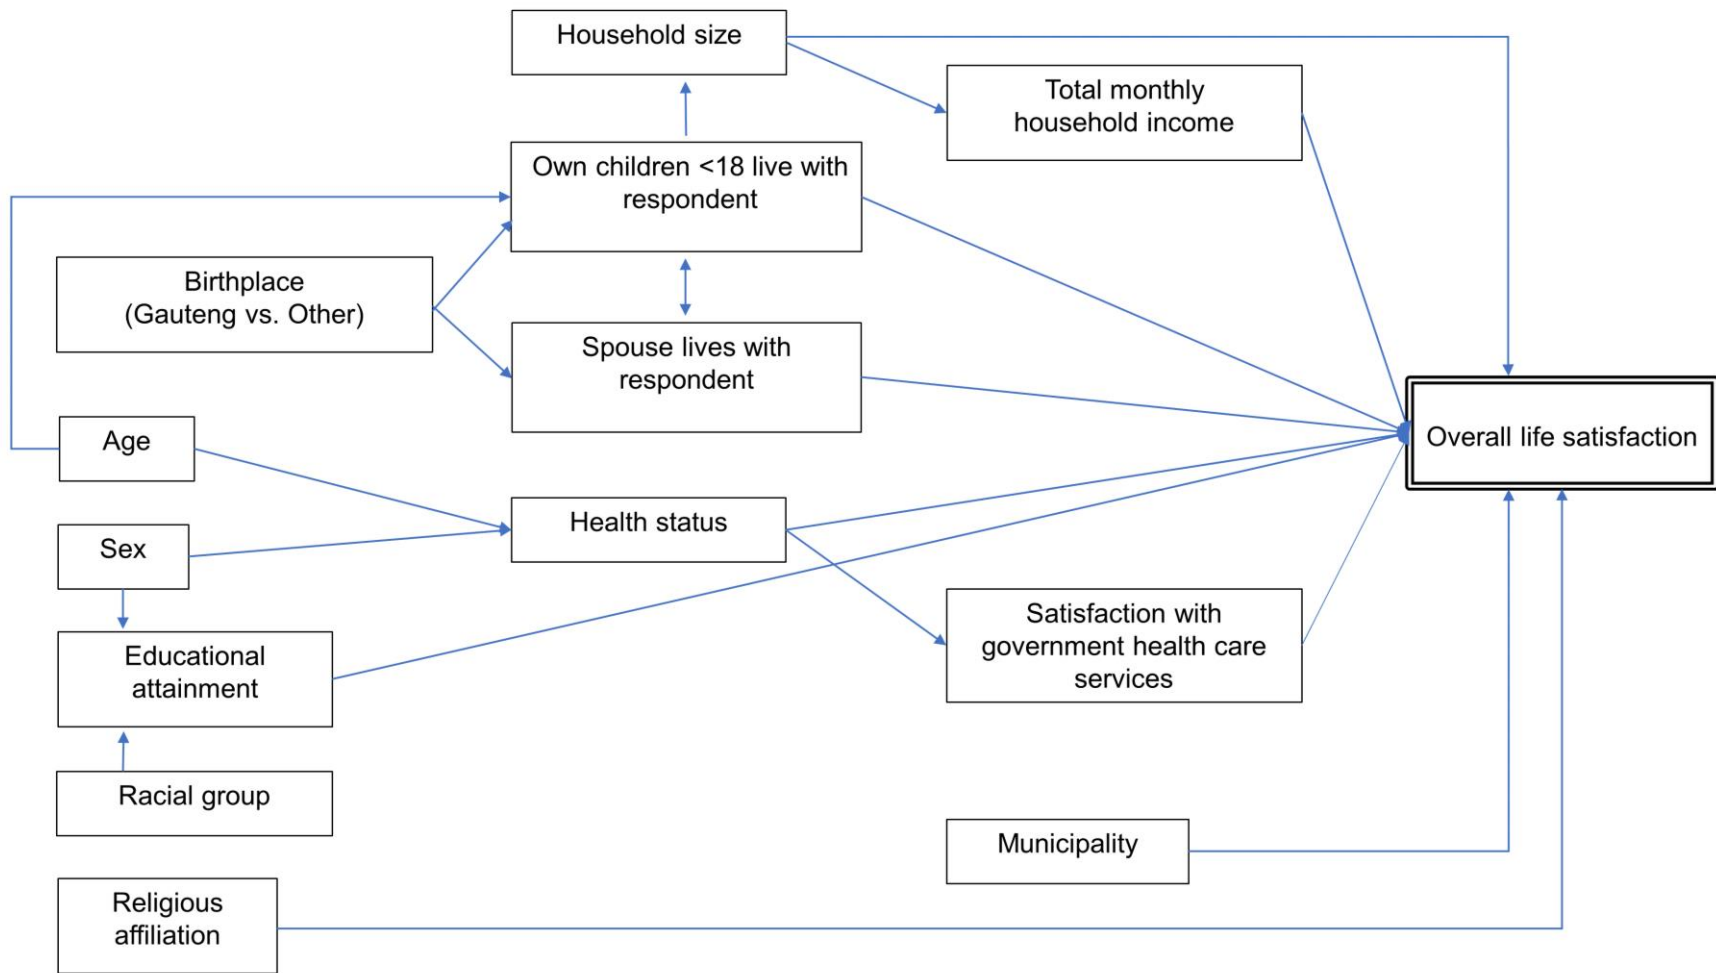 Household size
Total monthly
household income
Own children <18 live with
respondent
Birthplace
(Gauteng vs. Other)
Spouse lives with
respondent
Age
Overall life satisfaction
Health status
Sex
Satisfaction with
government health care
services
Educational
attainment
Racial group
Municipality
Religious
affiliation